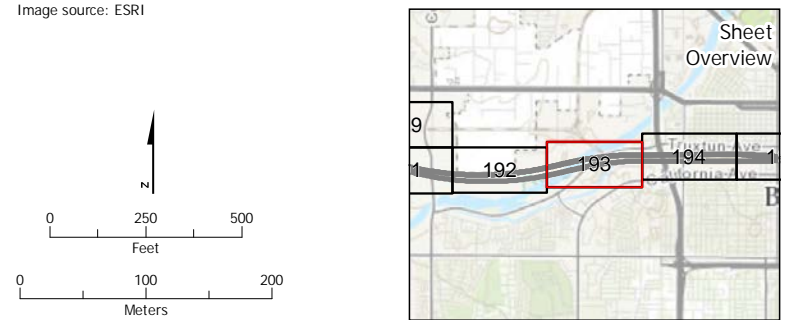 Image source: ESRI
Z
0 250 500
Feet
0 100 200
Meters
Sheet
Overview
9
1 192 193 194 1
Truxtun-Ave
California-Ave
B